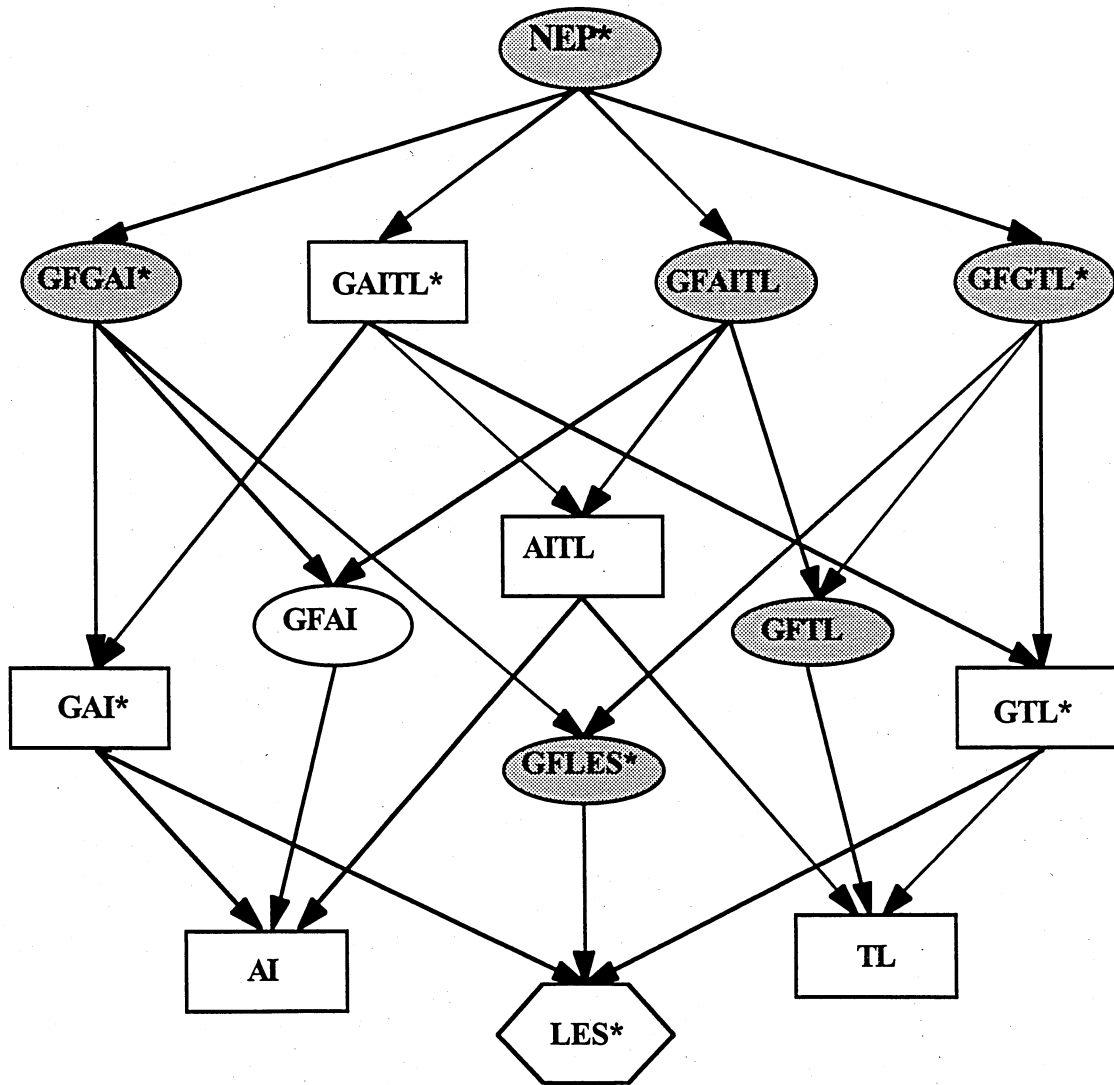 NEP*
GFGAI*
GAITL*
GFAITL
GFGTL*
AITL
GFAI
GFTL
GAI*
GTL*
GFLES*
AI
TL
LES*